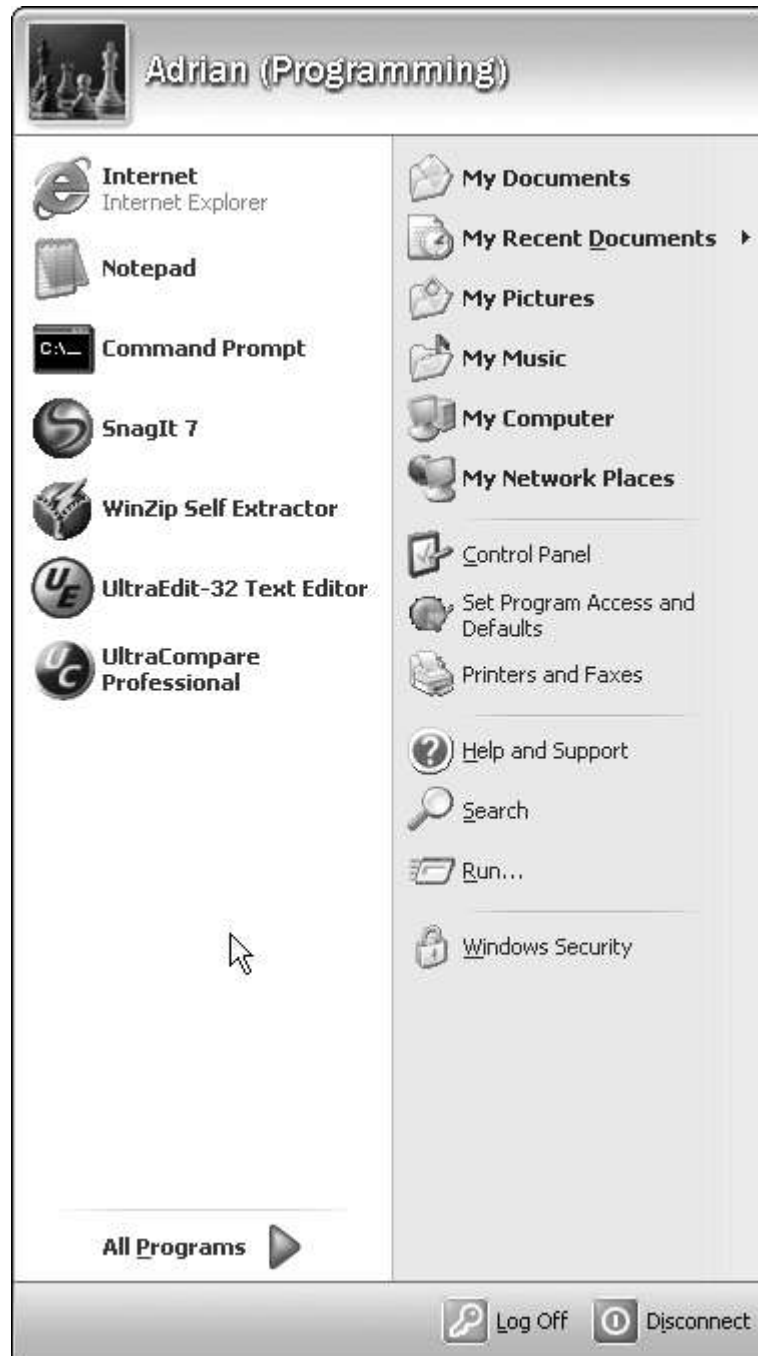 Adrian (Programming)
Internet
Internet Explorer
Notepad
C:\_
Command Prompt
SnagIt 7
WinZip Self Extractor
UE
UltraEdit-32 Text Editor
UC
UltraCompare
Professional
All Programs
My Documents
My Recent Documents
My Pictures
My Music
My Computer
My Network Places
Control Panel
Set Program Access and
Defaults
Printers and Faxes
Help and Support
Search
Run...
Windows Security
Log Off
Disconnect